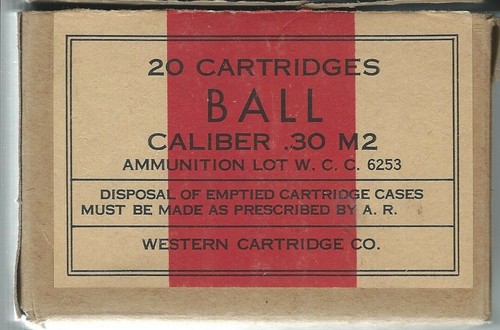 20 CARTRIDGES
BALL
CALIBER .30 M2
AMMUNITION LOT W. C. C. 6253
DISPOSAL OF EMPTIED CARTRIDGE CASES
MUST BE MADE AS PRESCRIBED BY A. R.
WESTERN CARTRIDGE CO.